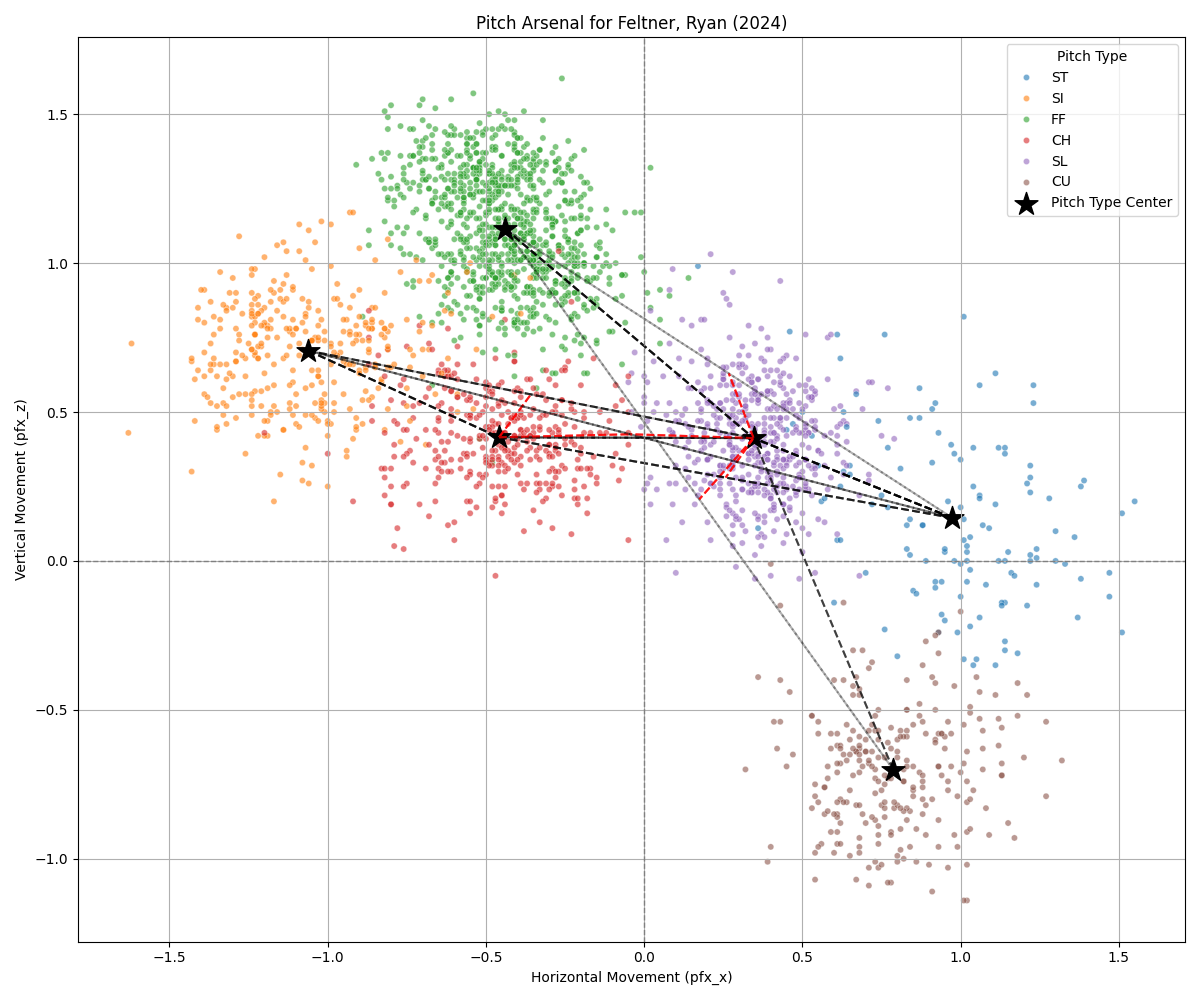 Pitch Arsenal for Feltner, Ryan (2024)
Pitch Type
ST
SI
FF
CH
SL
CU
Pitch Type Center
Vertical Movement (pfx_z)
1.5
1.0
0.5
0.0
−0.5
−1.0
−1.5
−1.0
−0.5
0.0
0.5
1.0
1.5
Horizontal Movement (pfx_x)